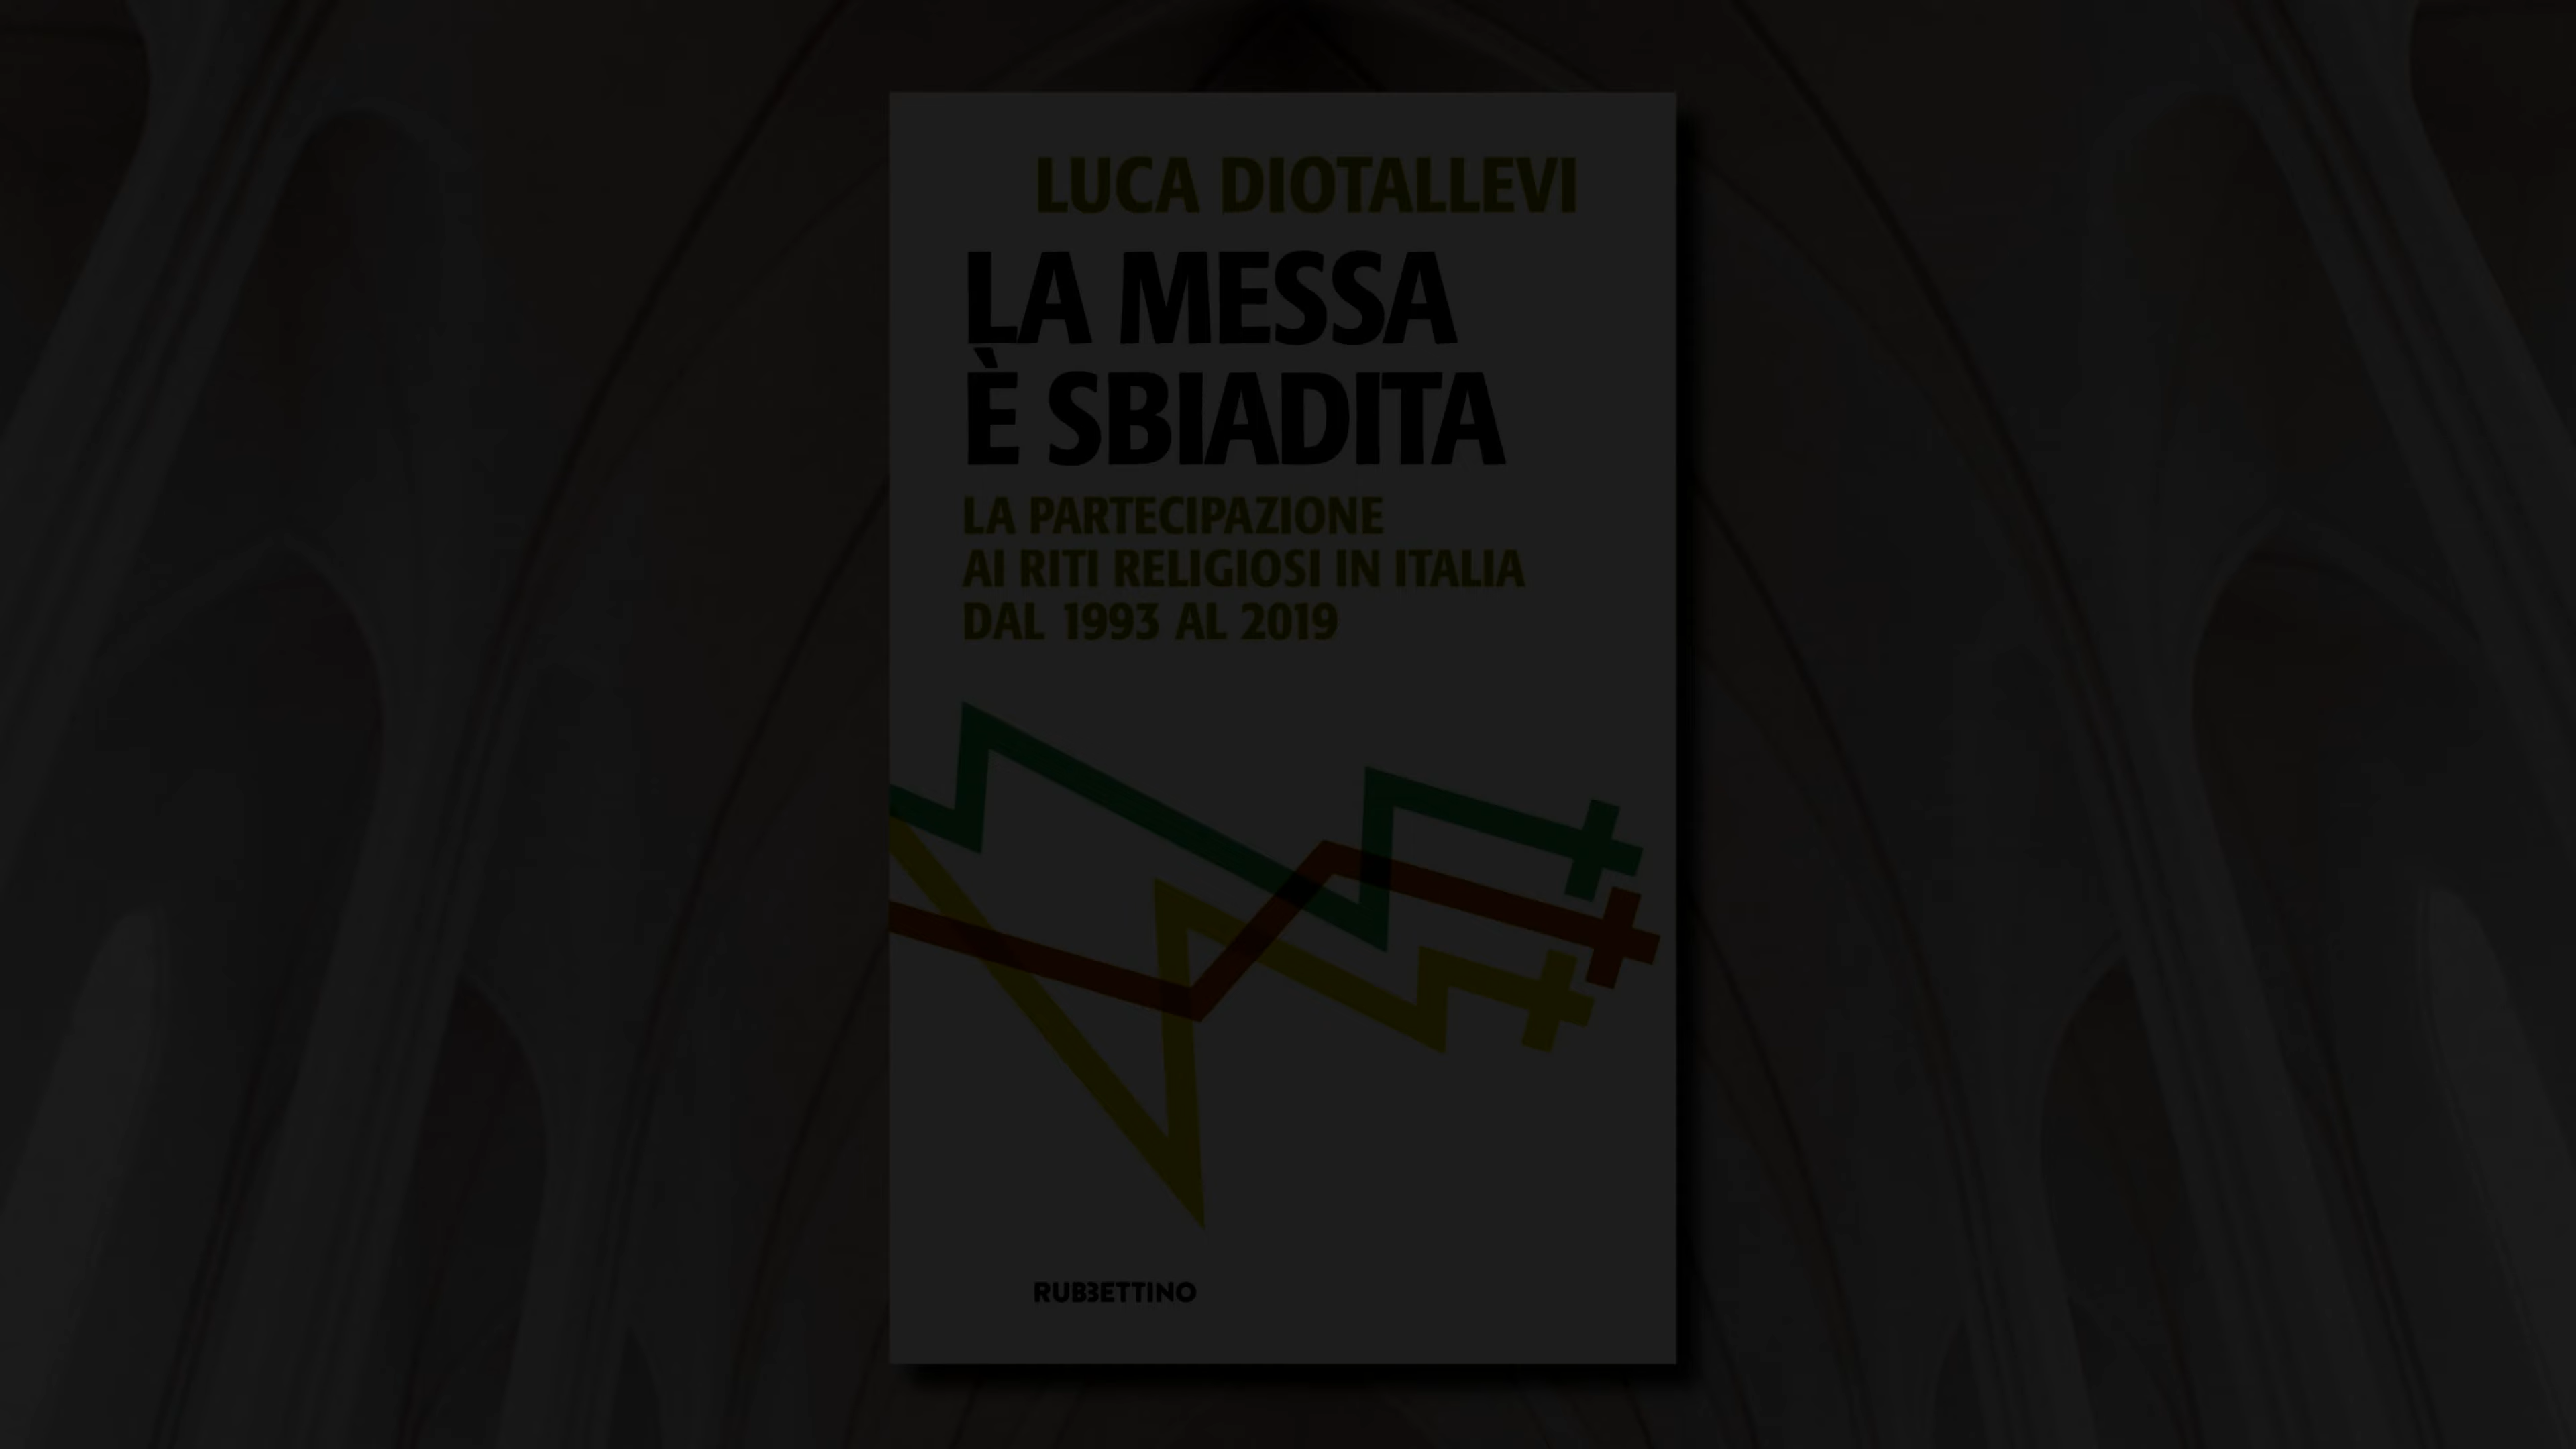 LUCA DIOTALLEVI
LA MESSA
È SBIADITA
LA PARTECIPAZIONE
AI RITI RELIGIOSI IN ITALIA
DAL 1993 AL 2019
RUBBETTINO